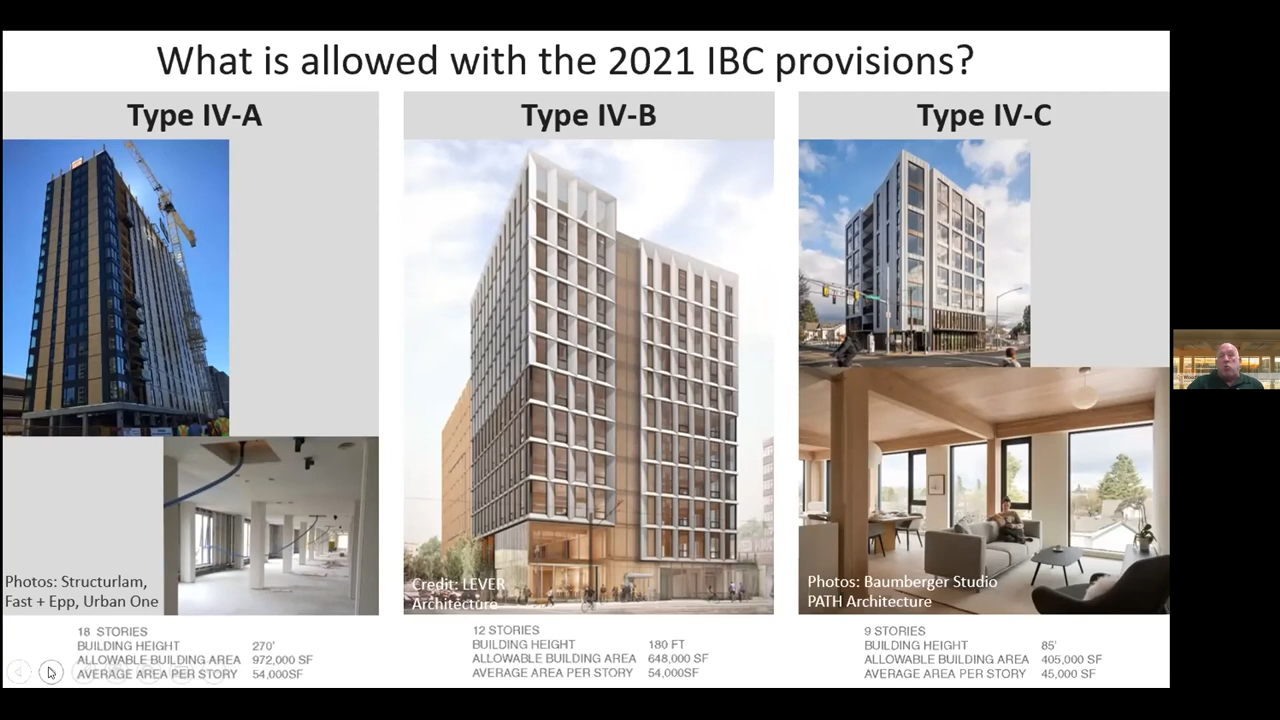 What is allowed with the 2021 IBC provisions?
Type IV-A
Photos: Structurlam,
Fast + Epp, Urban One
18 STORIES
BUILDING HEIGHT 270'
ALLOWABLE BUILDING AREA 972,000 SF
AVERAGE AREA PER STORY 54,000SF
Type IV-B
Credit: LEVER
Architecture
12 STORIES
BUILDING HEIGHT 180 FT
ALLOWABLE BUILDING AREA 648,000 SF
AVERAGE AREA PER STORY 54,000SF
Type IV-C
Photos: Baumberger Studio
PATH Architecture
9 STORIES
BUILDING HEIGHT 85'
ALLOWABLE BUILDING AREA 405,000 SF
AVERAGE AREA PER STORY 45,000 SF